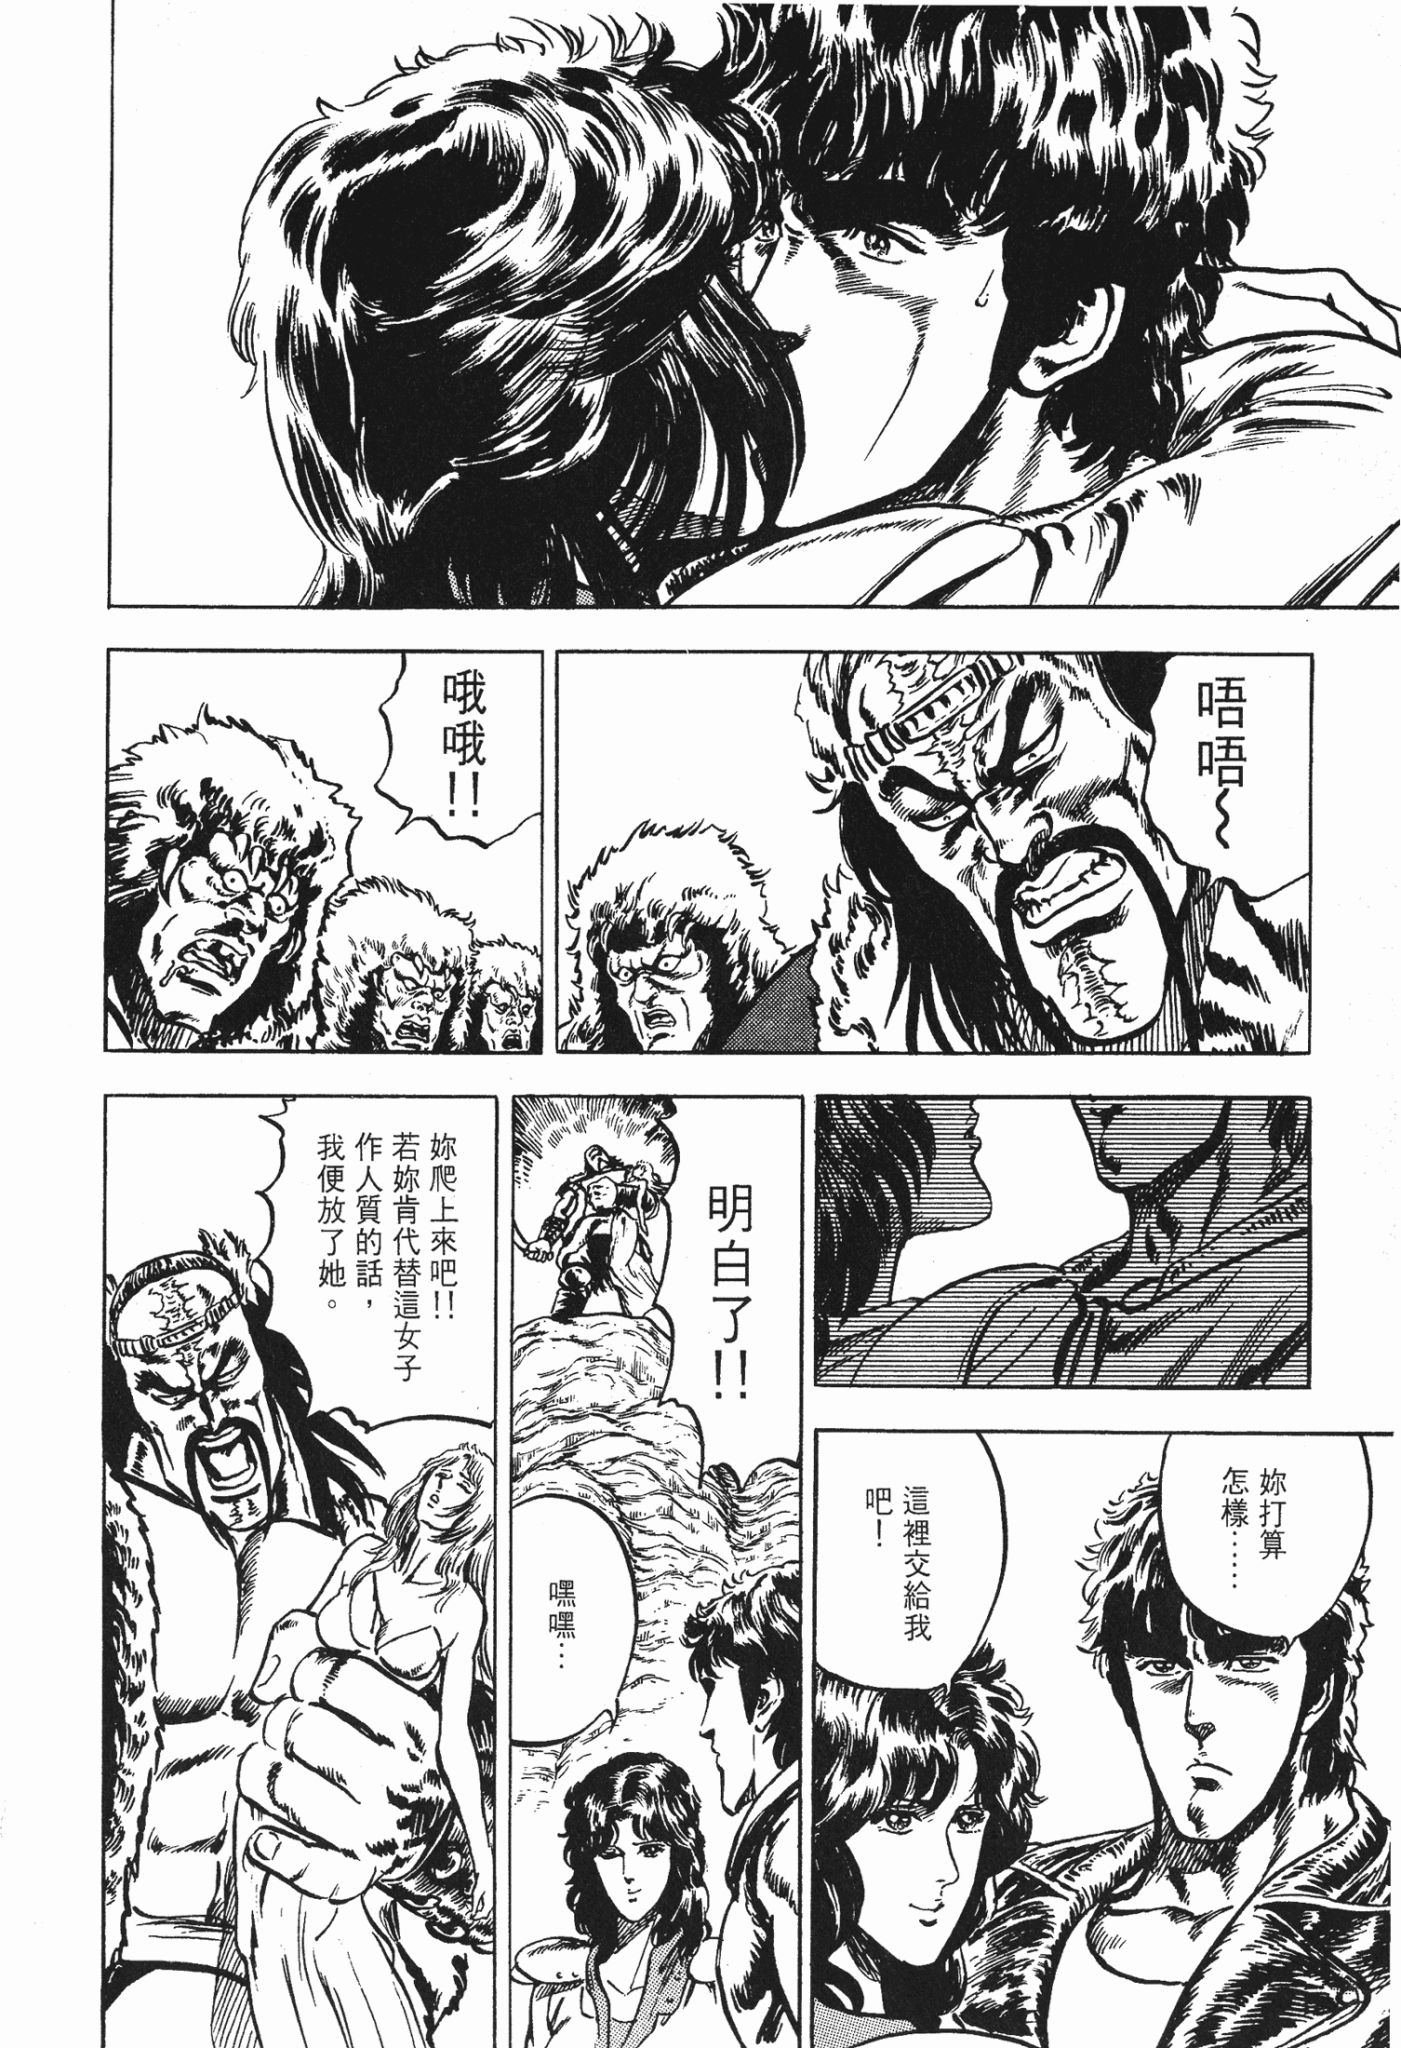 唔唔～
哦哦!!
妳打算
怎樣……
這裡交給我
吧！
明白了!!
嘿嘿…
妳爬上來吧!!
若妳肯代替這女子
作人質的話，
我便放了她。